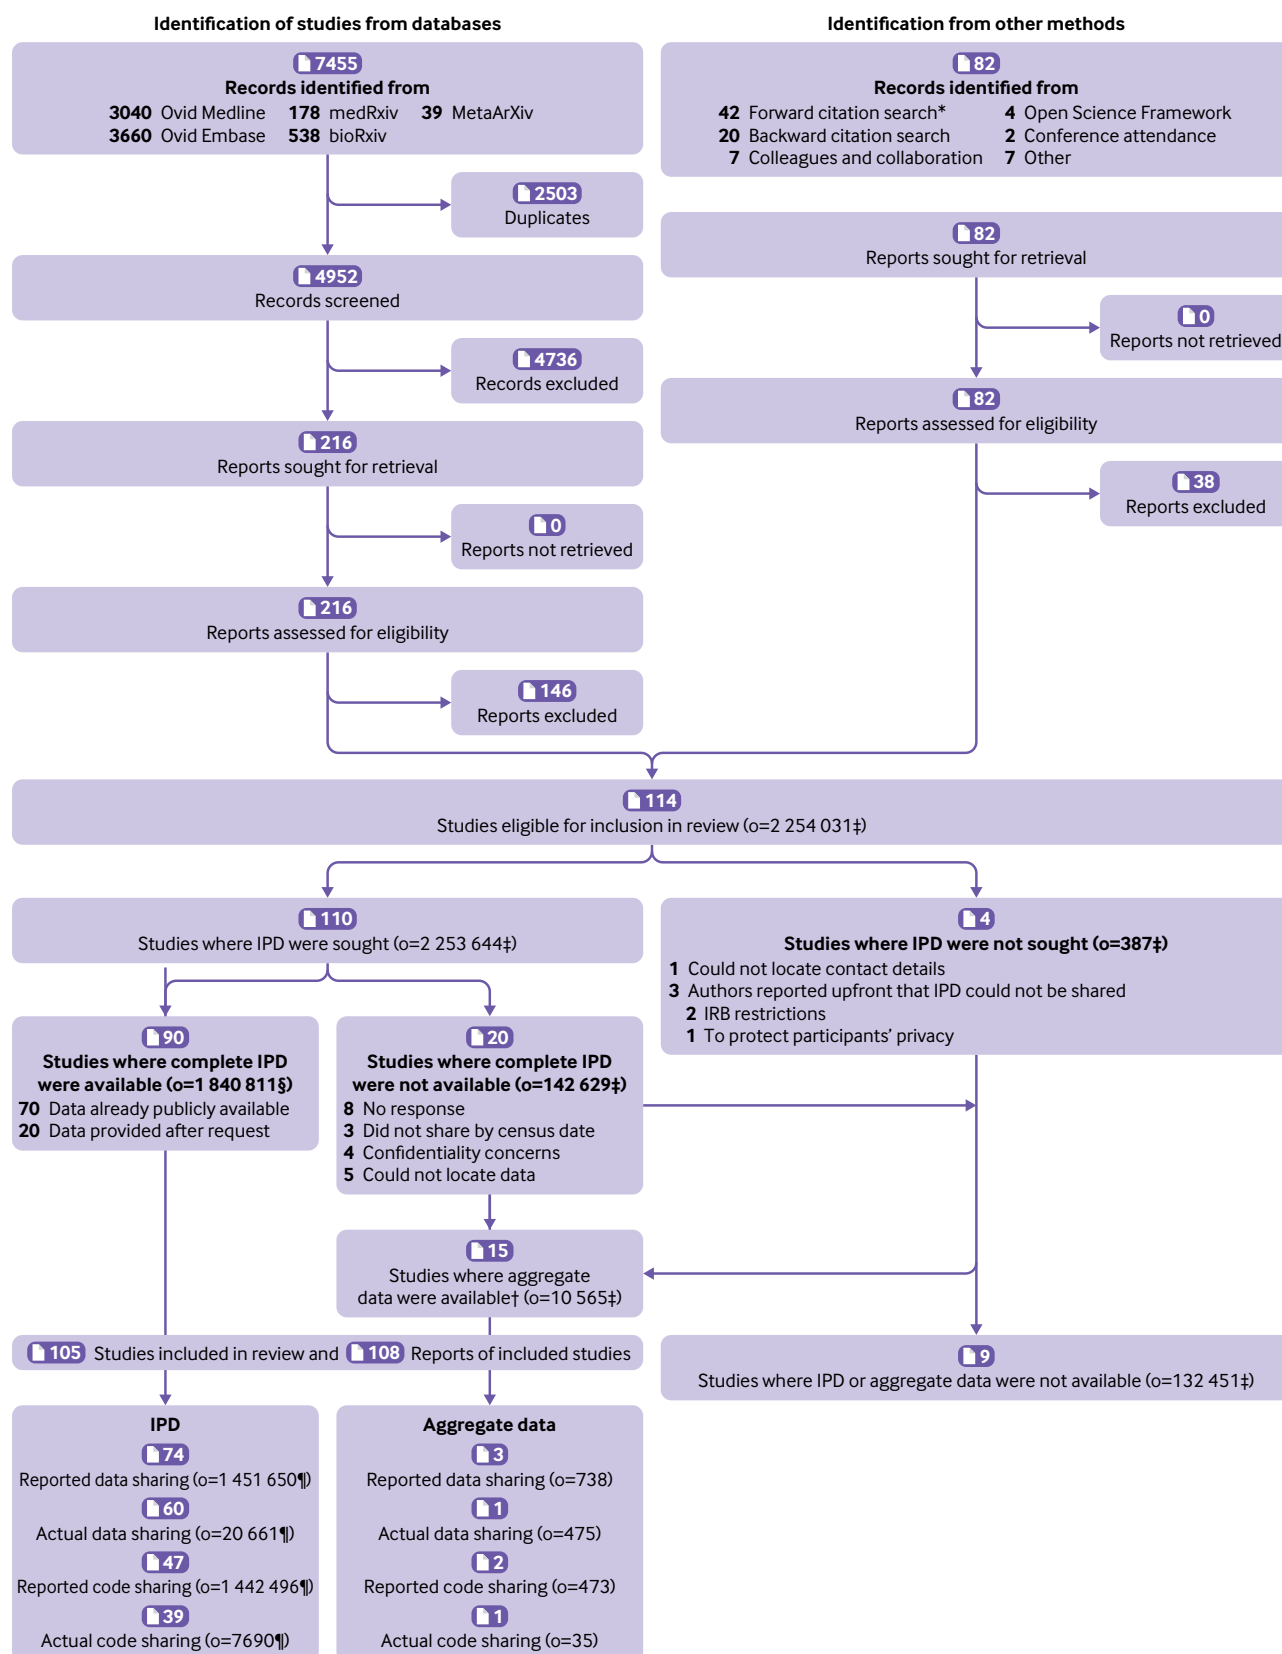 Identification of studies from databases
7455
Records identified from
3040 Ovid Medline 178 medRxiv 39 MetaArXiv
3660 Ovid Embase 538 bioRxiv
2503
Duplicates
4952
Records screened
4736
Records excluded
216
Reports sought for retrieval
0
Reports not retrieved
216
Reports assessed for eligibility
146
Reports excluded
Identification from other methods
82
Records identified from
42 Forward citation search* 4 Open Science Framework
20 Backward citation search 2 Conference attendance
7 Colleagues and collaboration 7 Other
82
Reports sought for retrieval
0
Reports not retrieved
82
Reports assessed for eligibility
38
Reports excluded
114
Studies eligible for inclusion in review (o=2 254 031‡)
110
Studies where IPD were sought (o=2 253 644‡)
4
Studies where IPD were not sought (o=387‡)
1 Could not locate contact details
3 Authors reported upfront that IPD could not be shared
2 IRB restrictions
1 To protect participants' privacy
90
Studies where complete IPD
were available (o=1 840 811§)
70 Data already publicly available
20 Data provided after request
20
Studies where complete IPD
were not available (o=142 629‡)
8 No response
3 Did not share by census date
4 Confidentiality concerns
5 Could not locate data
15
Studies where aggregate
data were available† (o=10 565‡)
105 Studies included in review and 108 Reports of included studies
9
Studies where IPD or aggregate data were not available (o=132 451‡)
IPD
74
Reported data sharing (o=1 451 650¶)
60
Actual data sharing (o=20 661¶)
47
Reported code sharing (o=1 442 496¶)
39
Actual code sharing (o=7690¶)
Aggregate data
3
Reported data sharing (o=738)
1
Actual data sharing (o=475)
2
Reported code sharing (o=473)
1
Actual code sharing (o=35)